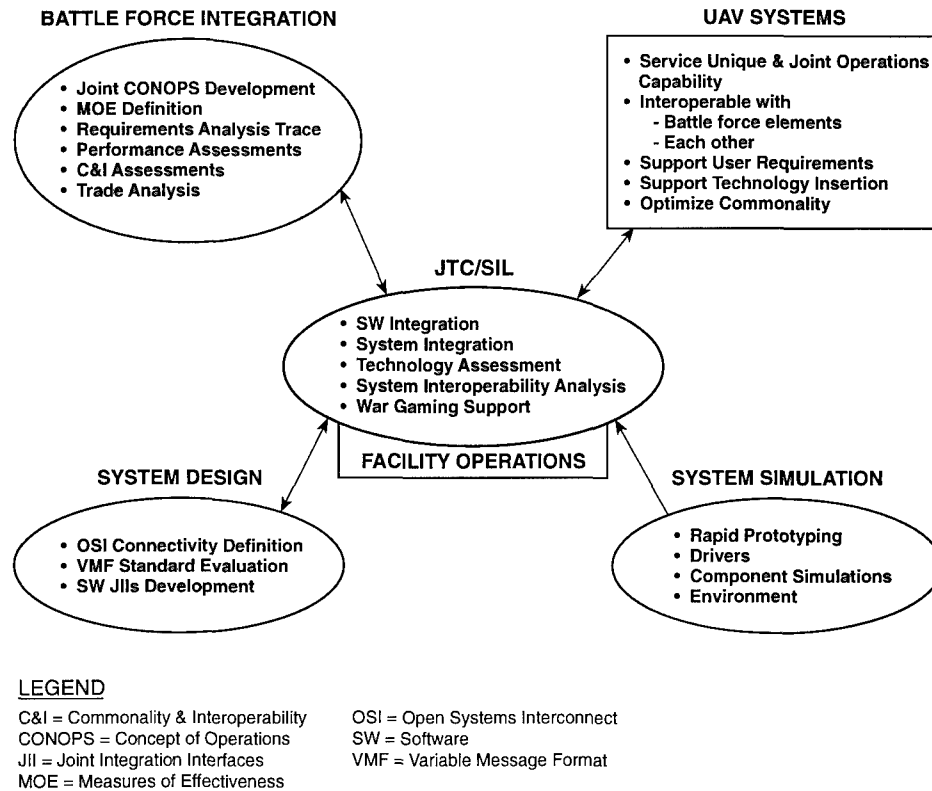 BATTLE FORCE INTEGRATION
• Joint CONOPS Development
• MOE Definition
• Requirements Analysis Trace
• Performance Assessments
• C&I Assessments
• Trade Analysis
UAV SYSTEMS
• Service Unique & Joint Operations
Capability
• Interoperable with
- Battle force elements
- Each other
• Support User Requirements
• Support Technology Insertion
• Optimize Commonality
JTC/SIL
• SW Integration
• System Integration
• Technology Assessment
• System Interoperability Analysis
• War Gaming Support
FACILITY OPERATIONS
SYSTEM DESIGN
• OSI Connectivity Definition
• VMF Standard Evaluation
• SW JIIs Development
SYSTEM SIMULATION
• Rapid Prototyping
• Drivers
• Component Simulations
• Environment
LEGEND
C&I = Commonality & Interoperability
CONOPS = Concept of Operations
JII = Joint Integration Interfaces
MOE = Measures of Effectiveness
OSI = Open Systems Interconnect
SW = Software
VMF = Variable Message Format